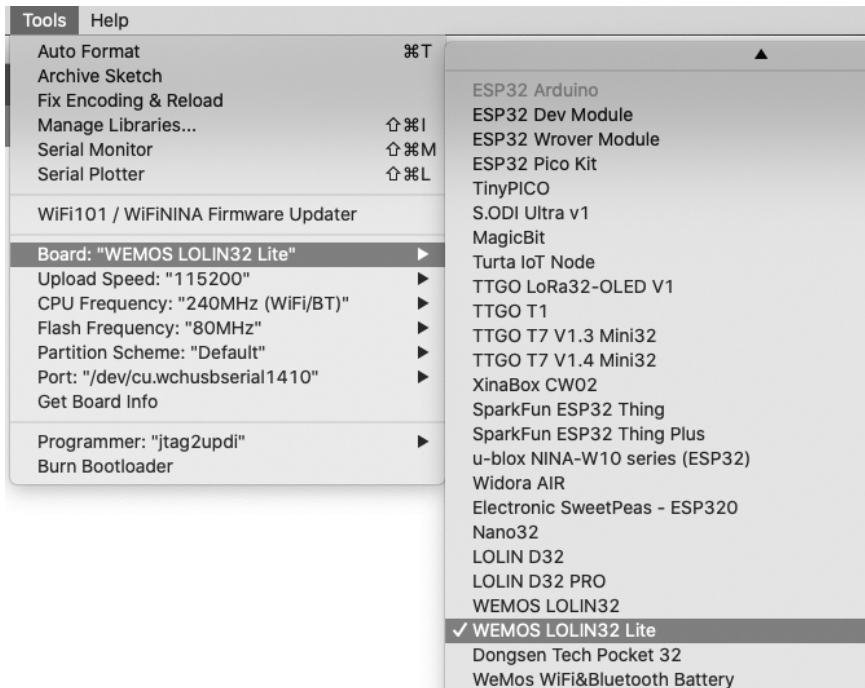 Tools Help
Auto Format ⌘T
Archive Sketch
Fix Encoding & Reload
Manage Libraries... ⇧⌘I
Serial Monitor ⇧⌘M
Serial Plotter ⇧⌘L
WiFi101 / WiFiNINA Firmware Updater
Board: "WEMOS LOLIN32 Lite"
Upload Speed: "115200"
CPU Frequency: "240MHz (WiFi/BT)"
Flash Frequency: "80MHz"
Partition Scheme: "Default"
Port: "/dev/cu.wchusbserial1410"
Get Board Info
Programmer: "jtag2updi"
Burn Bootloader
ESP32 Arduino
ESP32 Dev Module
ESP32 Wrover Module
ESP32 Pico Kit
TinyPICO
S.ODI Ultra v1
MagicBit
Turta IoT Node
TTGO LoRa32-OLED V1
TTGO T1
TTGO T7 V1.3 Mini32
TTGO T7 V1.4 Mini32
XinaBox CW02
SparkFun ESP32 Thing
SparkFun ESP32 Thing Plus
u-blox NINA-W10 series (ESP32)
Widora AIR
Electronic SweetPeas - ESP320
Nano32
LOLIN D32
LOLIN D32 PRO
WEMOS LOLIN32
✓ WEMOS LOLIN32 Lite
Dongsen Tech Pocket 32
WeMos WiFi&Bluetooth Battery